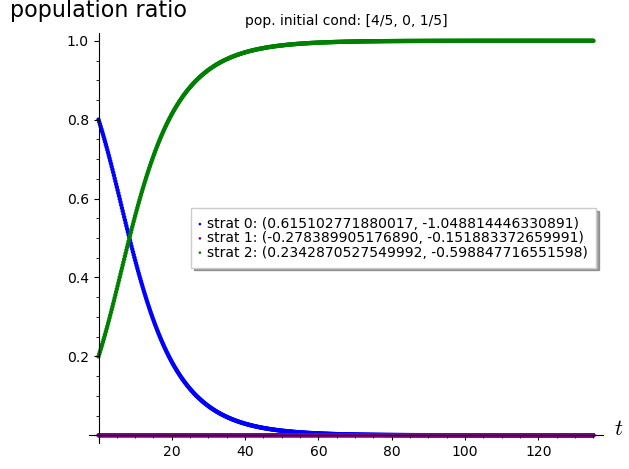 population ratio
pop. initial cond: [4/5, 0, 1/5]
1.0
0.8
0.6
strat 0: (0.615102771880017, -1.048814446330891)
strat 1: (-0.278389905176890, -0.151883372659991)
strat 2: (0.2342870527549992, -0.598847716551598)
0.4
0.2
t
20 40 60 80 100 120